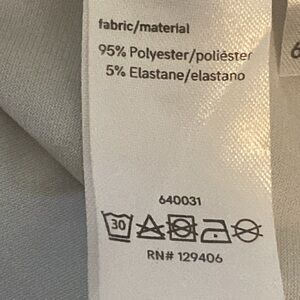 fabric/material
95% Polyester/poliéster
5% Elastane/elastano
640031
30
RN# 129406